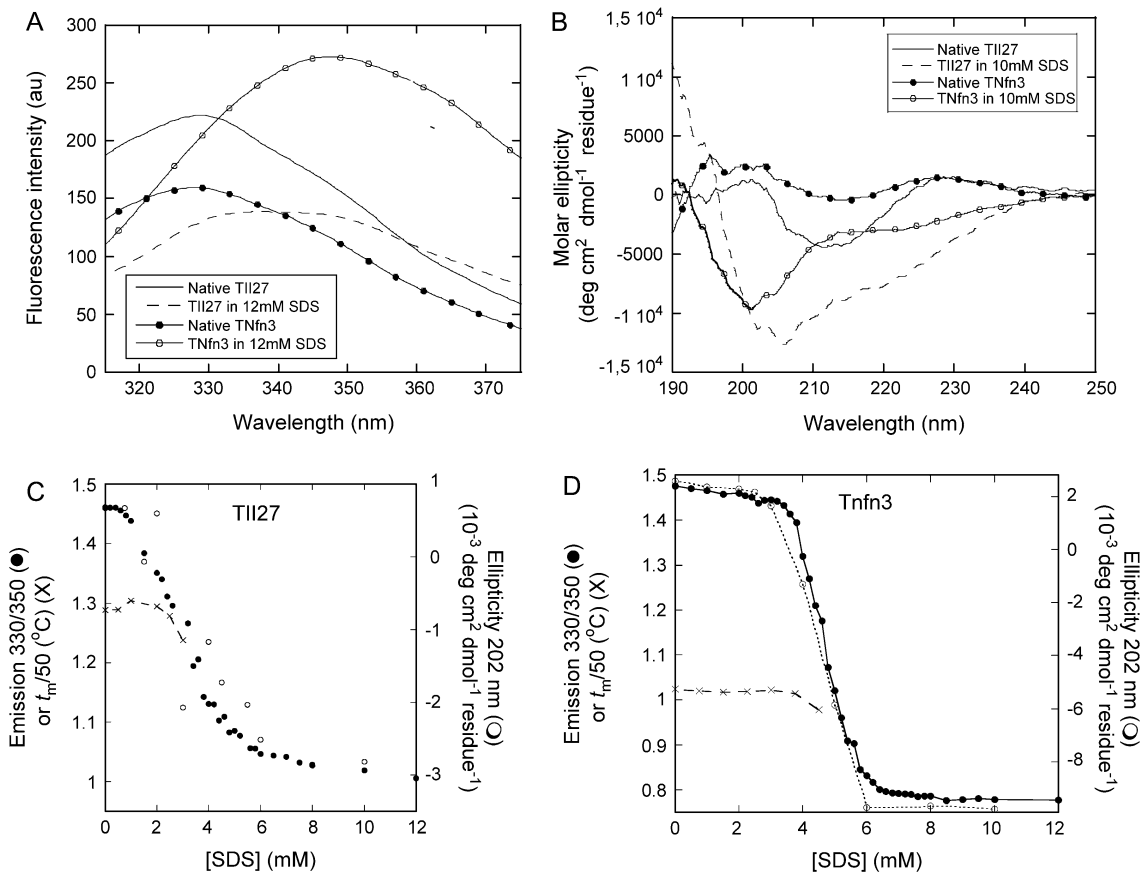 A
Fluorescence intensity (au)
300
250
200
150
100
50
0
Native TII27
TII27 in 12mM SDS
Native TNfn3
TNfn3 in 12mM SDS
320 330 340 350 360 370
Wavelength (nm)
B
Molar ellipticity
(deg cm² dmol⁻¹ residue⁻¹)
1,5 10⁴
1 10⁴
5000
0
-5000
-1 10⁴
-1,5 10⁴
Native TII27
TII27 in 10mM SDS
Native TNfn3
TNfn3 in 10mM SDS
190 200 210 220 230 240 250
Wavelength (nm)
C
TII27
Emission 330/350 (●)
or tm/50 (°C) (X)
1.5
1.4
1.3
1.2
1.1
1
1
0
-1
-2
-3
Ellipticity 202 nm (○)
(10⁻³ deg cm² dmol⁻¹ residue⁻¹)
0 2 4 6 8 10 12
[SDS] (mM)
D
Tnfn3
Emission 330/350 (●)
or tm/50 (°C) (X)
1.5
1.4
1.3
1.2
1.1
1
0.9
0.8
2
0
-2
-4
-6
-8
Ellipticity 202 nm (○)
(10⁻³ deg cm² dmol⁻¹ residue⁻¹)
0 2 4 6 8 10 12
[SDS] (mM)